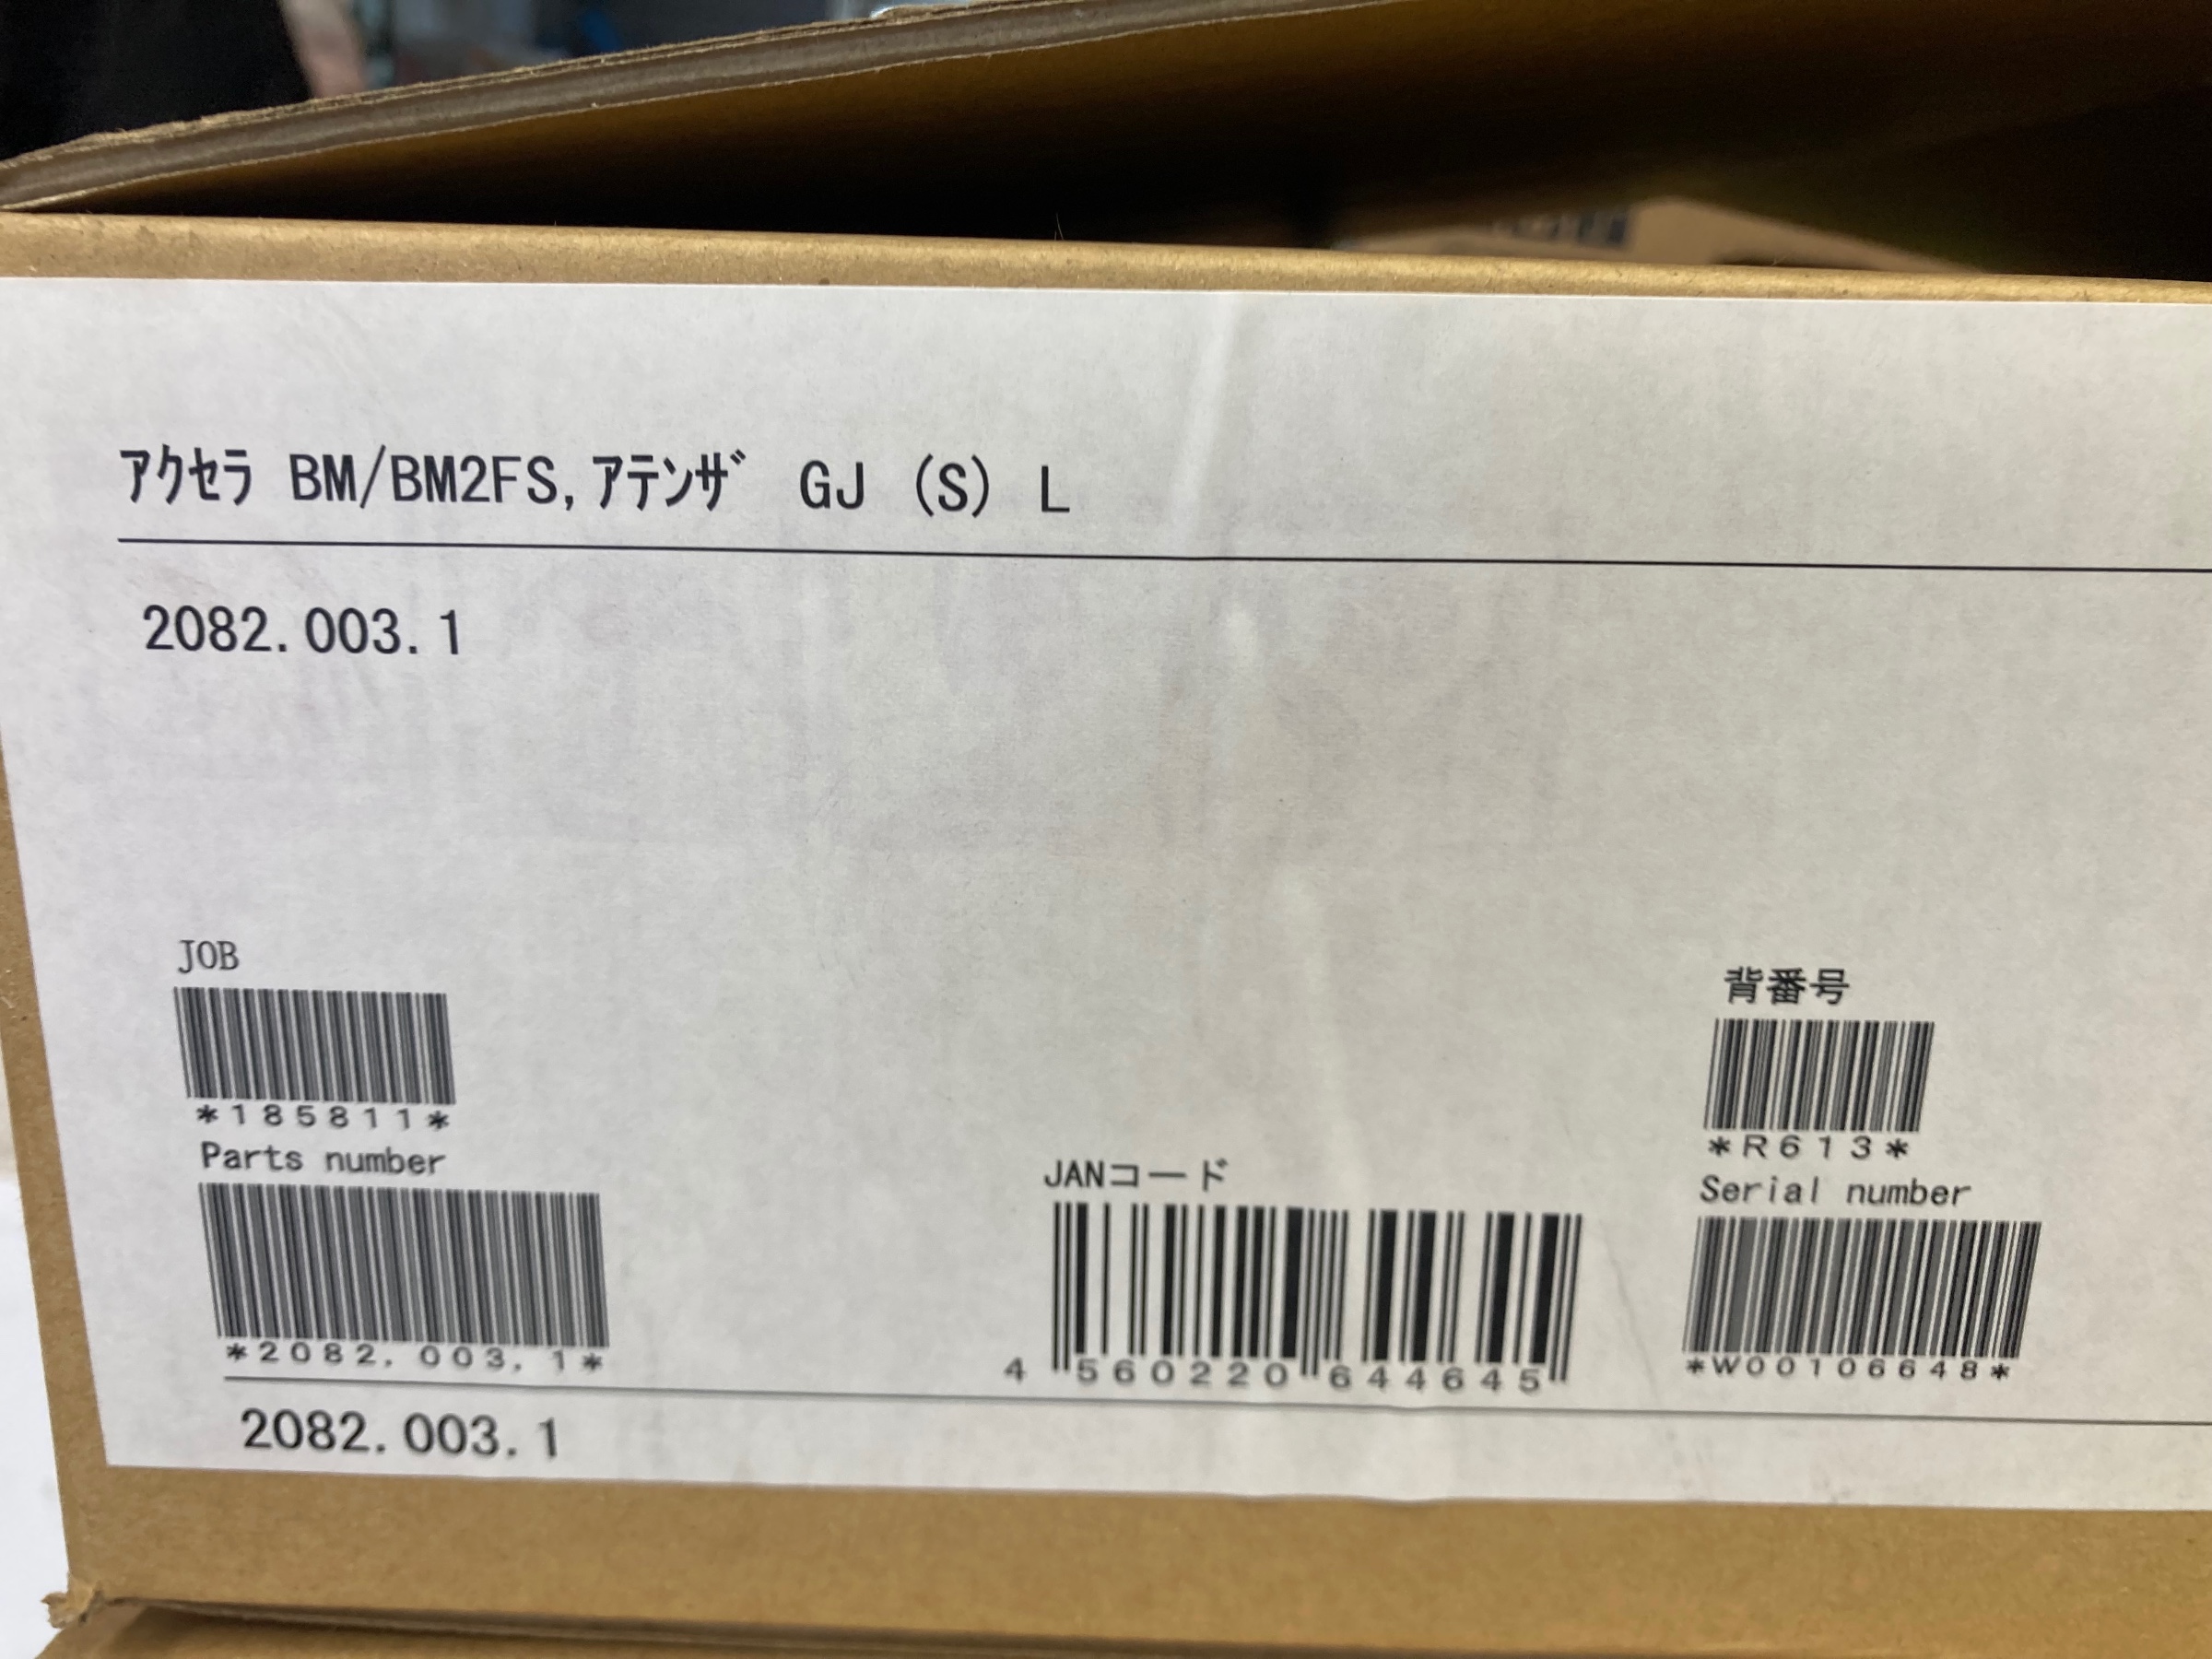 ｱｸｾﾗ BM/BM2FS,ｱﾃﾝｻﾞ GJ (S) L
2082.003.1
JOB
*185811*
Parts number
*2082.003.1*
JANコード
4 560220 644645
背番号
*R613*
Serial number
*W00106648*
2082.003.1